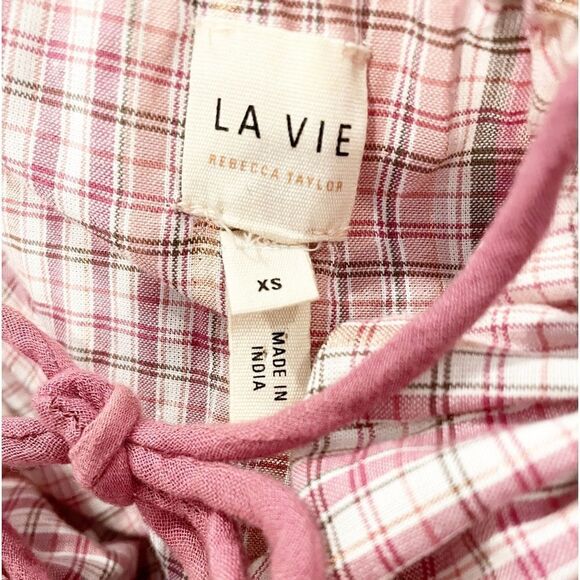 LA VIE
REBECCA TAYLOR
XS
MADE IN
INDIA